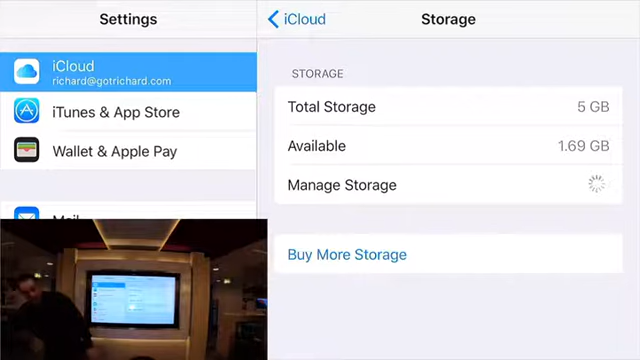 Settings
iCloud
Storage
iCloud
richard@gotrichard.com
iTunes & App Store
Wallet & Apple Pay
Mail
STORAGE
Total Storage
5 GB
Available
1.69 GB
Manage Storage
Buy More Storage